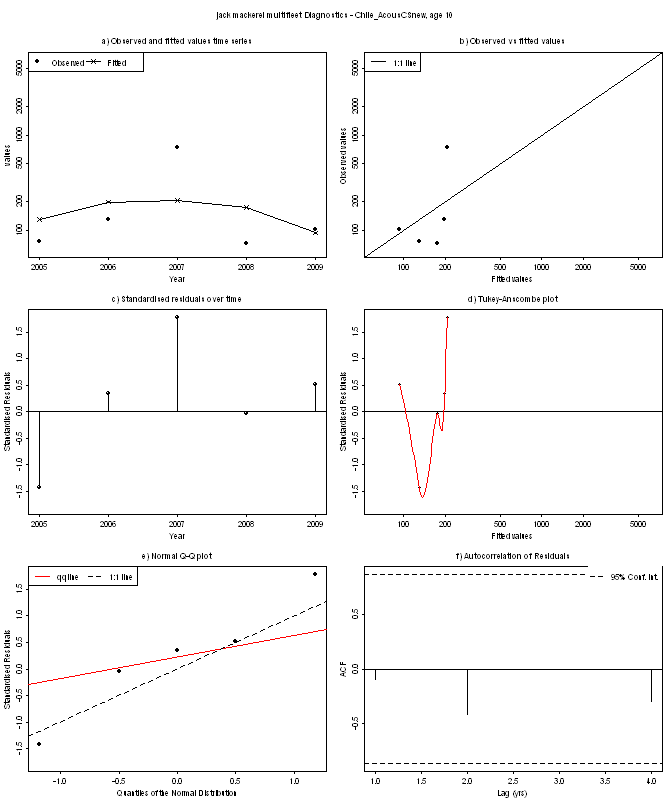 jack mackerel multifleet Diagnostics - Chile_AcousCSnew, age 10
a) Observed and fitted values time series
Observed
Fitted
values
100
200
500
1000
2000
5000
2005
2006
2007
2008
2009
Year
b) Observed vs fitted values
1:1 line
Observed values
100
200
500
1000
2000
5000
100
200
500
1000
2000
5000
Fitted values
c) Standardised residuals over time
Standardised Residuals
-1.5
-1.0
-0.5
0.0
0.5
1.0
1.5
2005
2006
2007
2008
2009
Year
d) Tukey-Anscombe plot
Standardised Residuals
-1.5
-1.0
-0.5
0.0
0.5
1.0
1.5
100
200
500
1000
2000
5000
Fitted values
e) Normal Q-Q plot
qq line
1:1 line
Standardised Residuals
-1.5
-1.0
-0.5
0.0
0.5
1.0
1.5
-1.0
-0.5
0.0
0.5
1.0
Quantiles of the Normal Distribution
f) Autocorrelation of Residuals
95% Conf. Int.
ACF
-0.5
0.0
0.5
1.0
1.5
2.0
2.5
3.0
3.5
4.0
Lag (yrs)